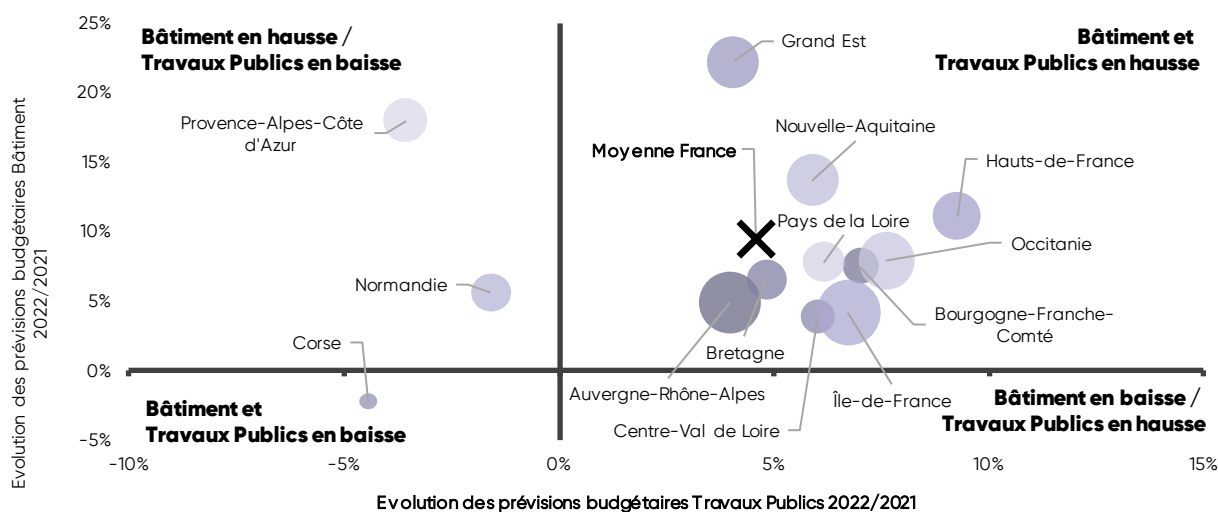 25%
20%
15%
10%
5%
0%
-5%
-10%
-5%
0%
5%
10%
15%
Evolution des prévisions budgétaires Bâtiment
2022/2021
Evolution des prévisions budgétaires Travaux Publics 2022/2021
Bâtiment en hausse /
Travaux Publics en baisse
Bâtiment et
Travaux Publics en hausse
Grand Est
Provence-Alpes-Côte
d'Azur
Nouvelle-Aquitaine
Moyenne France
Hauts-de-France
Pays de la Loire
Occitanie
Normandie
Bourgogne-Franche-
Comté
Corse
Bretagne
Auvergne-Rhône-Alpes
Île-de-France
Centre-Val de Loire
Bâtiment et
Travaux Publics en baisse
Bâtiment en baisse /
Travaux Publics en hausse